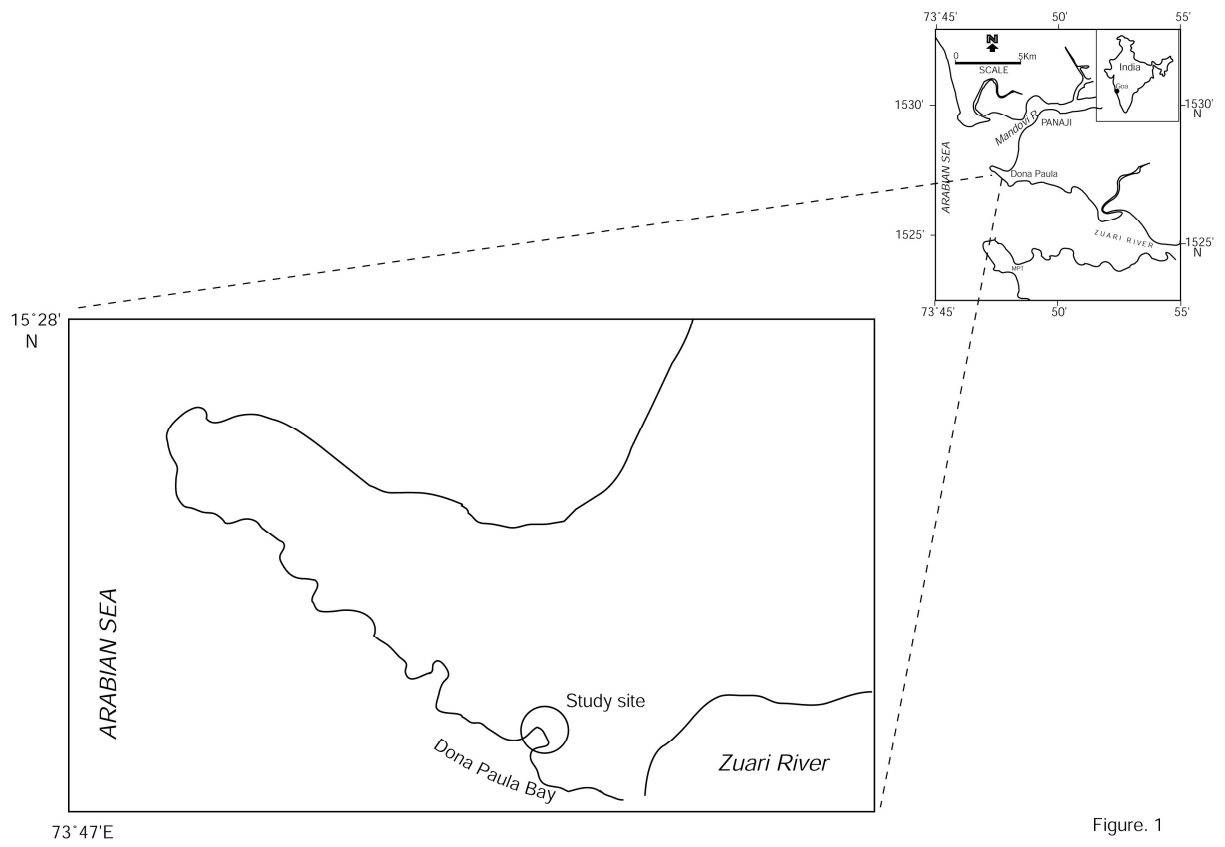 73˚45'
50'
55'
N
0
5Km
SCALE
India
Goa
1530'
1530'
N
Mandovi R.
PANAJI
ARABIAN SEA
Dona Paula
ZUARI RIVER
1525'
1525'
N
MPT
73˚45'
50'
55'
15˚28'
N
ARABIAN SEA
Study site
Dona Paula Bay
Zuari River
73˚47'E
Figure. 1